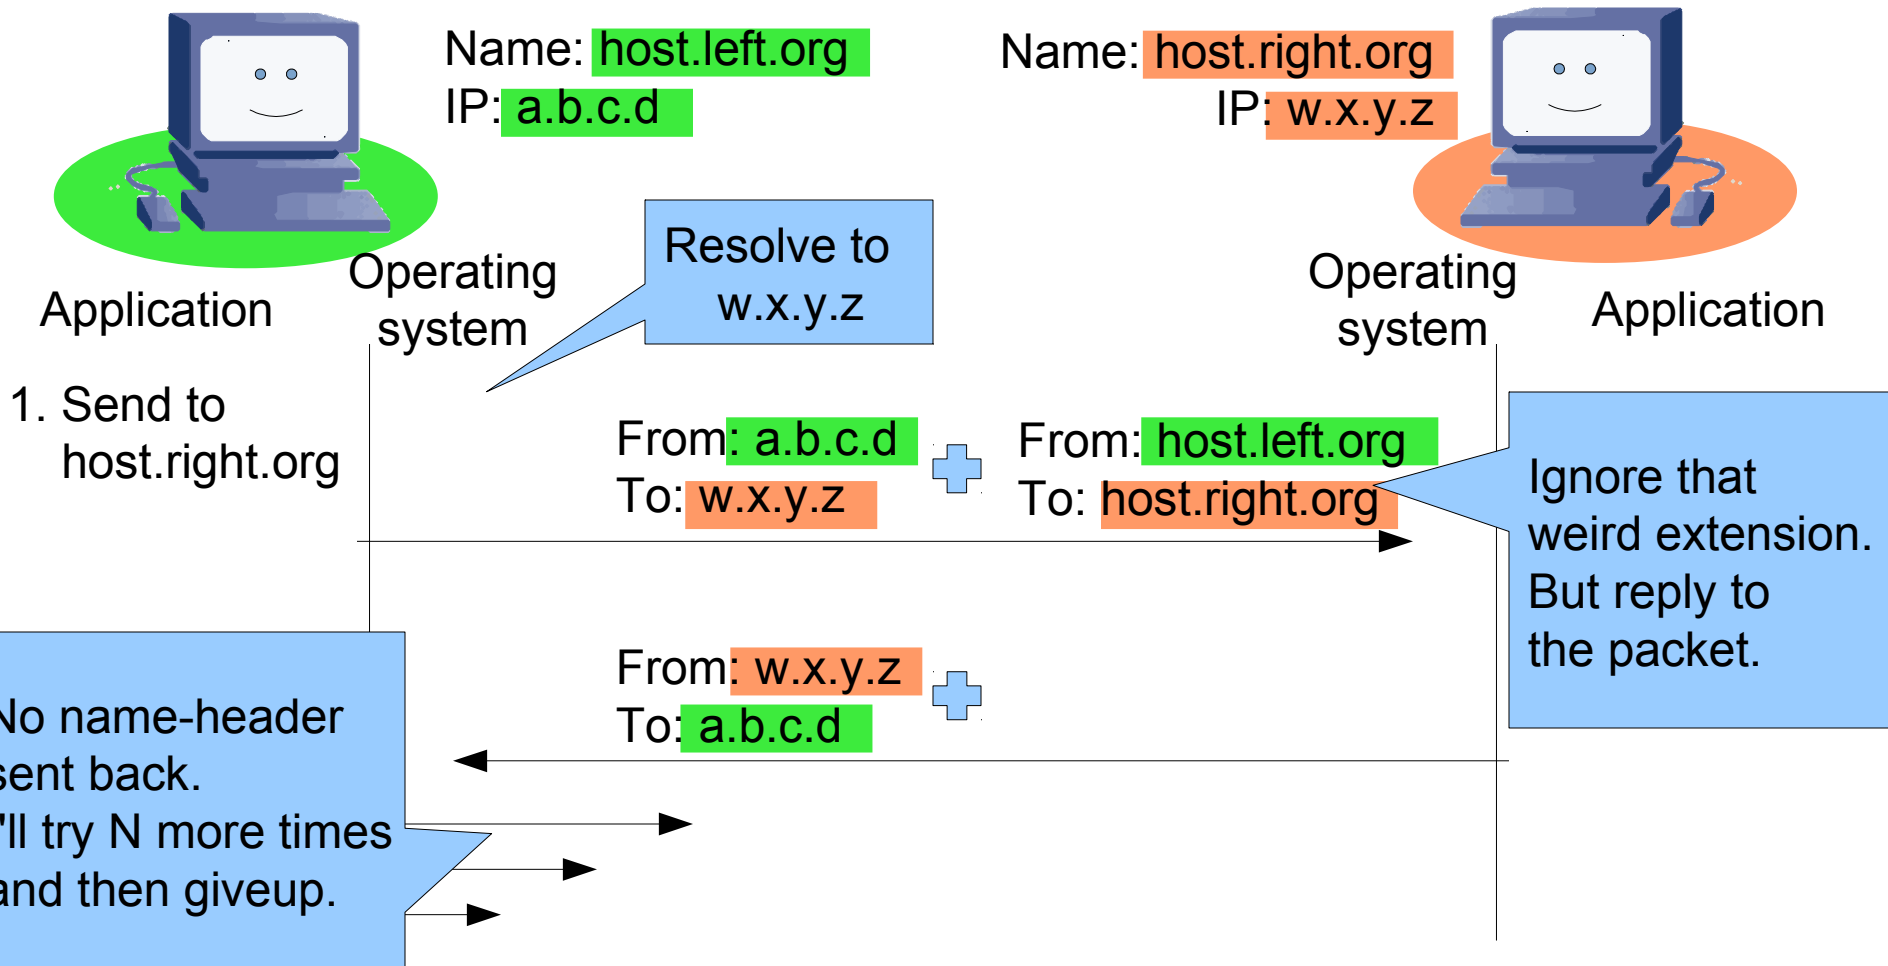 Name: host.left.org
IP: a.b.c.d
Name: host.right.org
IP: w.x.y.z
Application
Operating
system
Resolve to
w.x.y.z
Operating
system
Application
1. Send to
host.right.org
From: a.b.c.d
To: w.x.y.z
From: host.left.org
To: host.right.org
Ignore that
weird extension.
But reply to
the packet.
From: w.x.y.z
To: a.b.c.d
No name-header
sent back.
I'll try N more times
and then giveup.